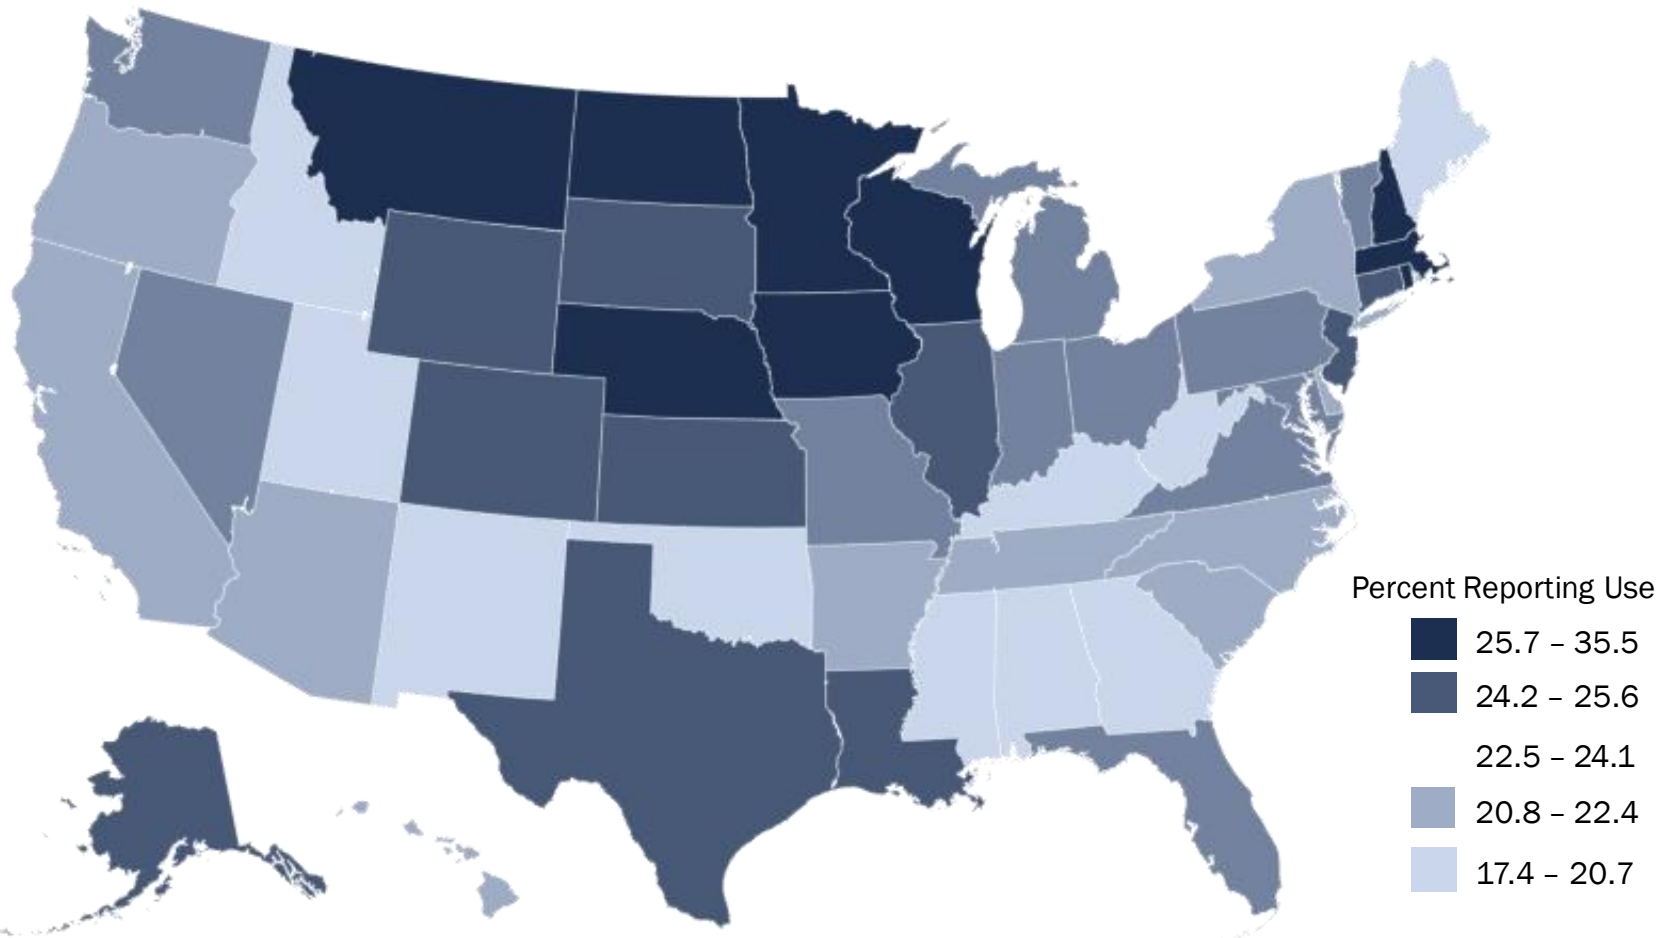 Percent Reporting Use
25.7 – 35.5
24.2 – 25.6
22.5 – 24.1
20.8 – 22.4
17.4 – 20.7